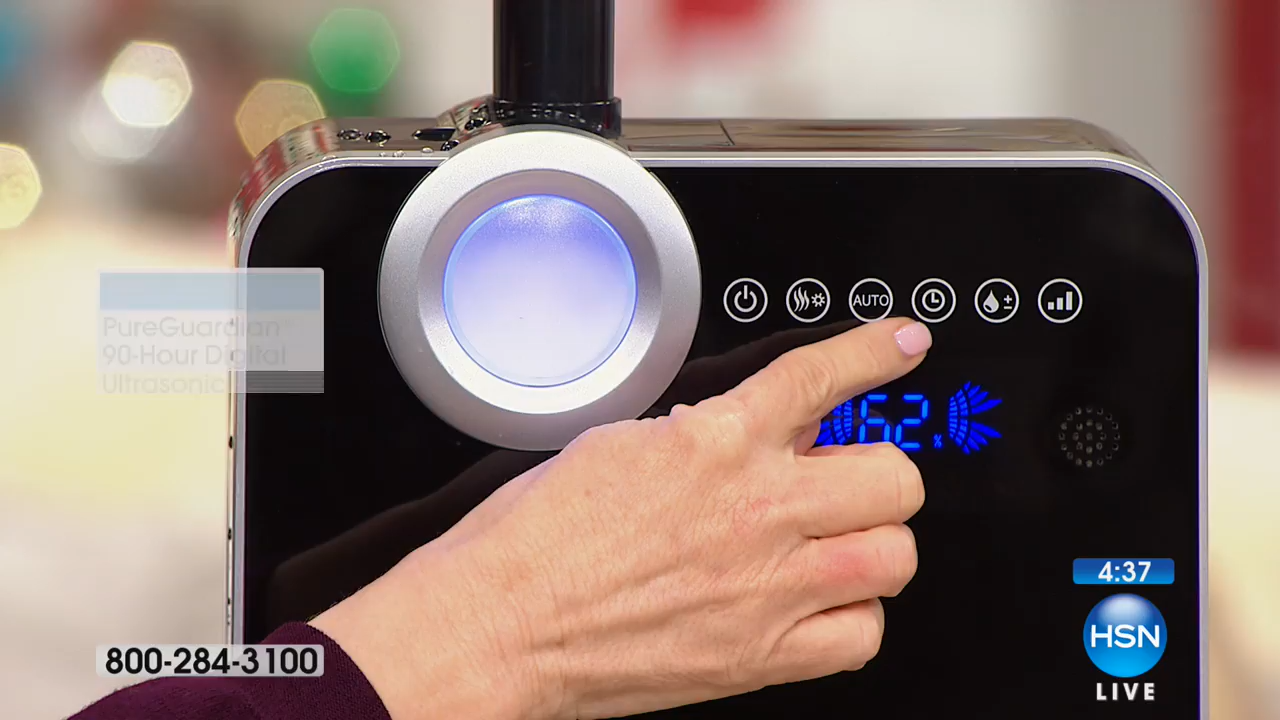 PureGuardian
90-Hour Digital
Ultrasonic
AUTO
62 %
4:37
HSN
LIVE
800-284-3100